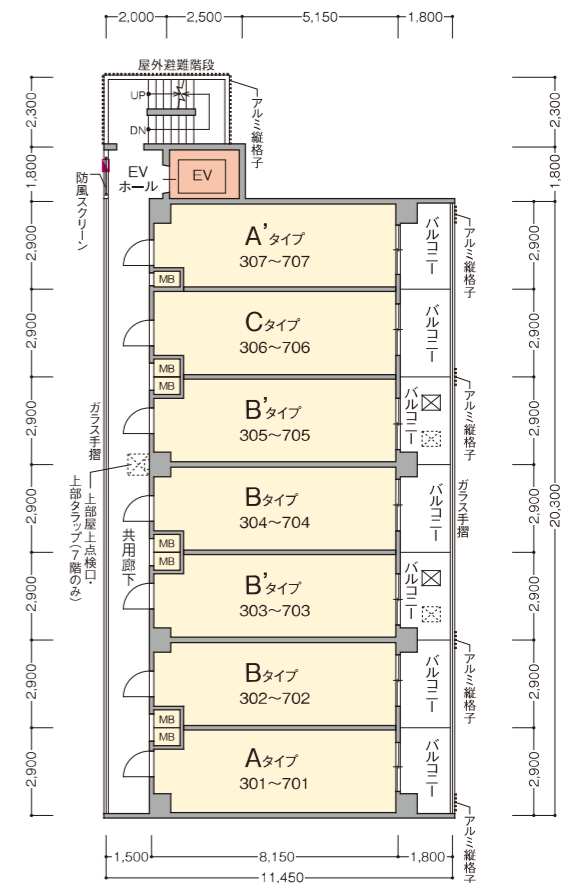 2,000
2,500
5,150
1,800
屋外避難階段
UP
DN
アルミ縦格子
2,300
2,300
1,800
1,800
EV
ホール
EV
防風スクリーン
A'タイプ
307〜707
MB
バルコニー
アルミ縦格子
2,900
2,900
Cタイプ
306〜706
MB
バルコニー
2,900
2,900
アルミ縦格子
MB
B'タイプ
305〜705
バルコニー
2,900
2,900
ガラス手摺
上部屋上点検口・
上部タラップ(7階のみ)
Bタイプ
304〜704
MB
バルコニー
ガラス手摺
2,900
2,900
20,300
共用廊下
MB
B'タイプ
303〜703
バルコニー
2,900
2,900
アルミ縦格子
Bタイプ
302〜702
MB
バルコニー
2,900
2,900
MB
Aタイプ
301〜701
バルコニー
2,900
2,900
アルミ縦格子
1,500
8,150
1,800
11,450